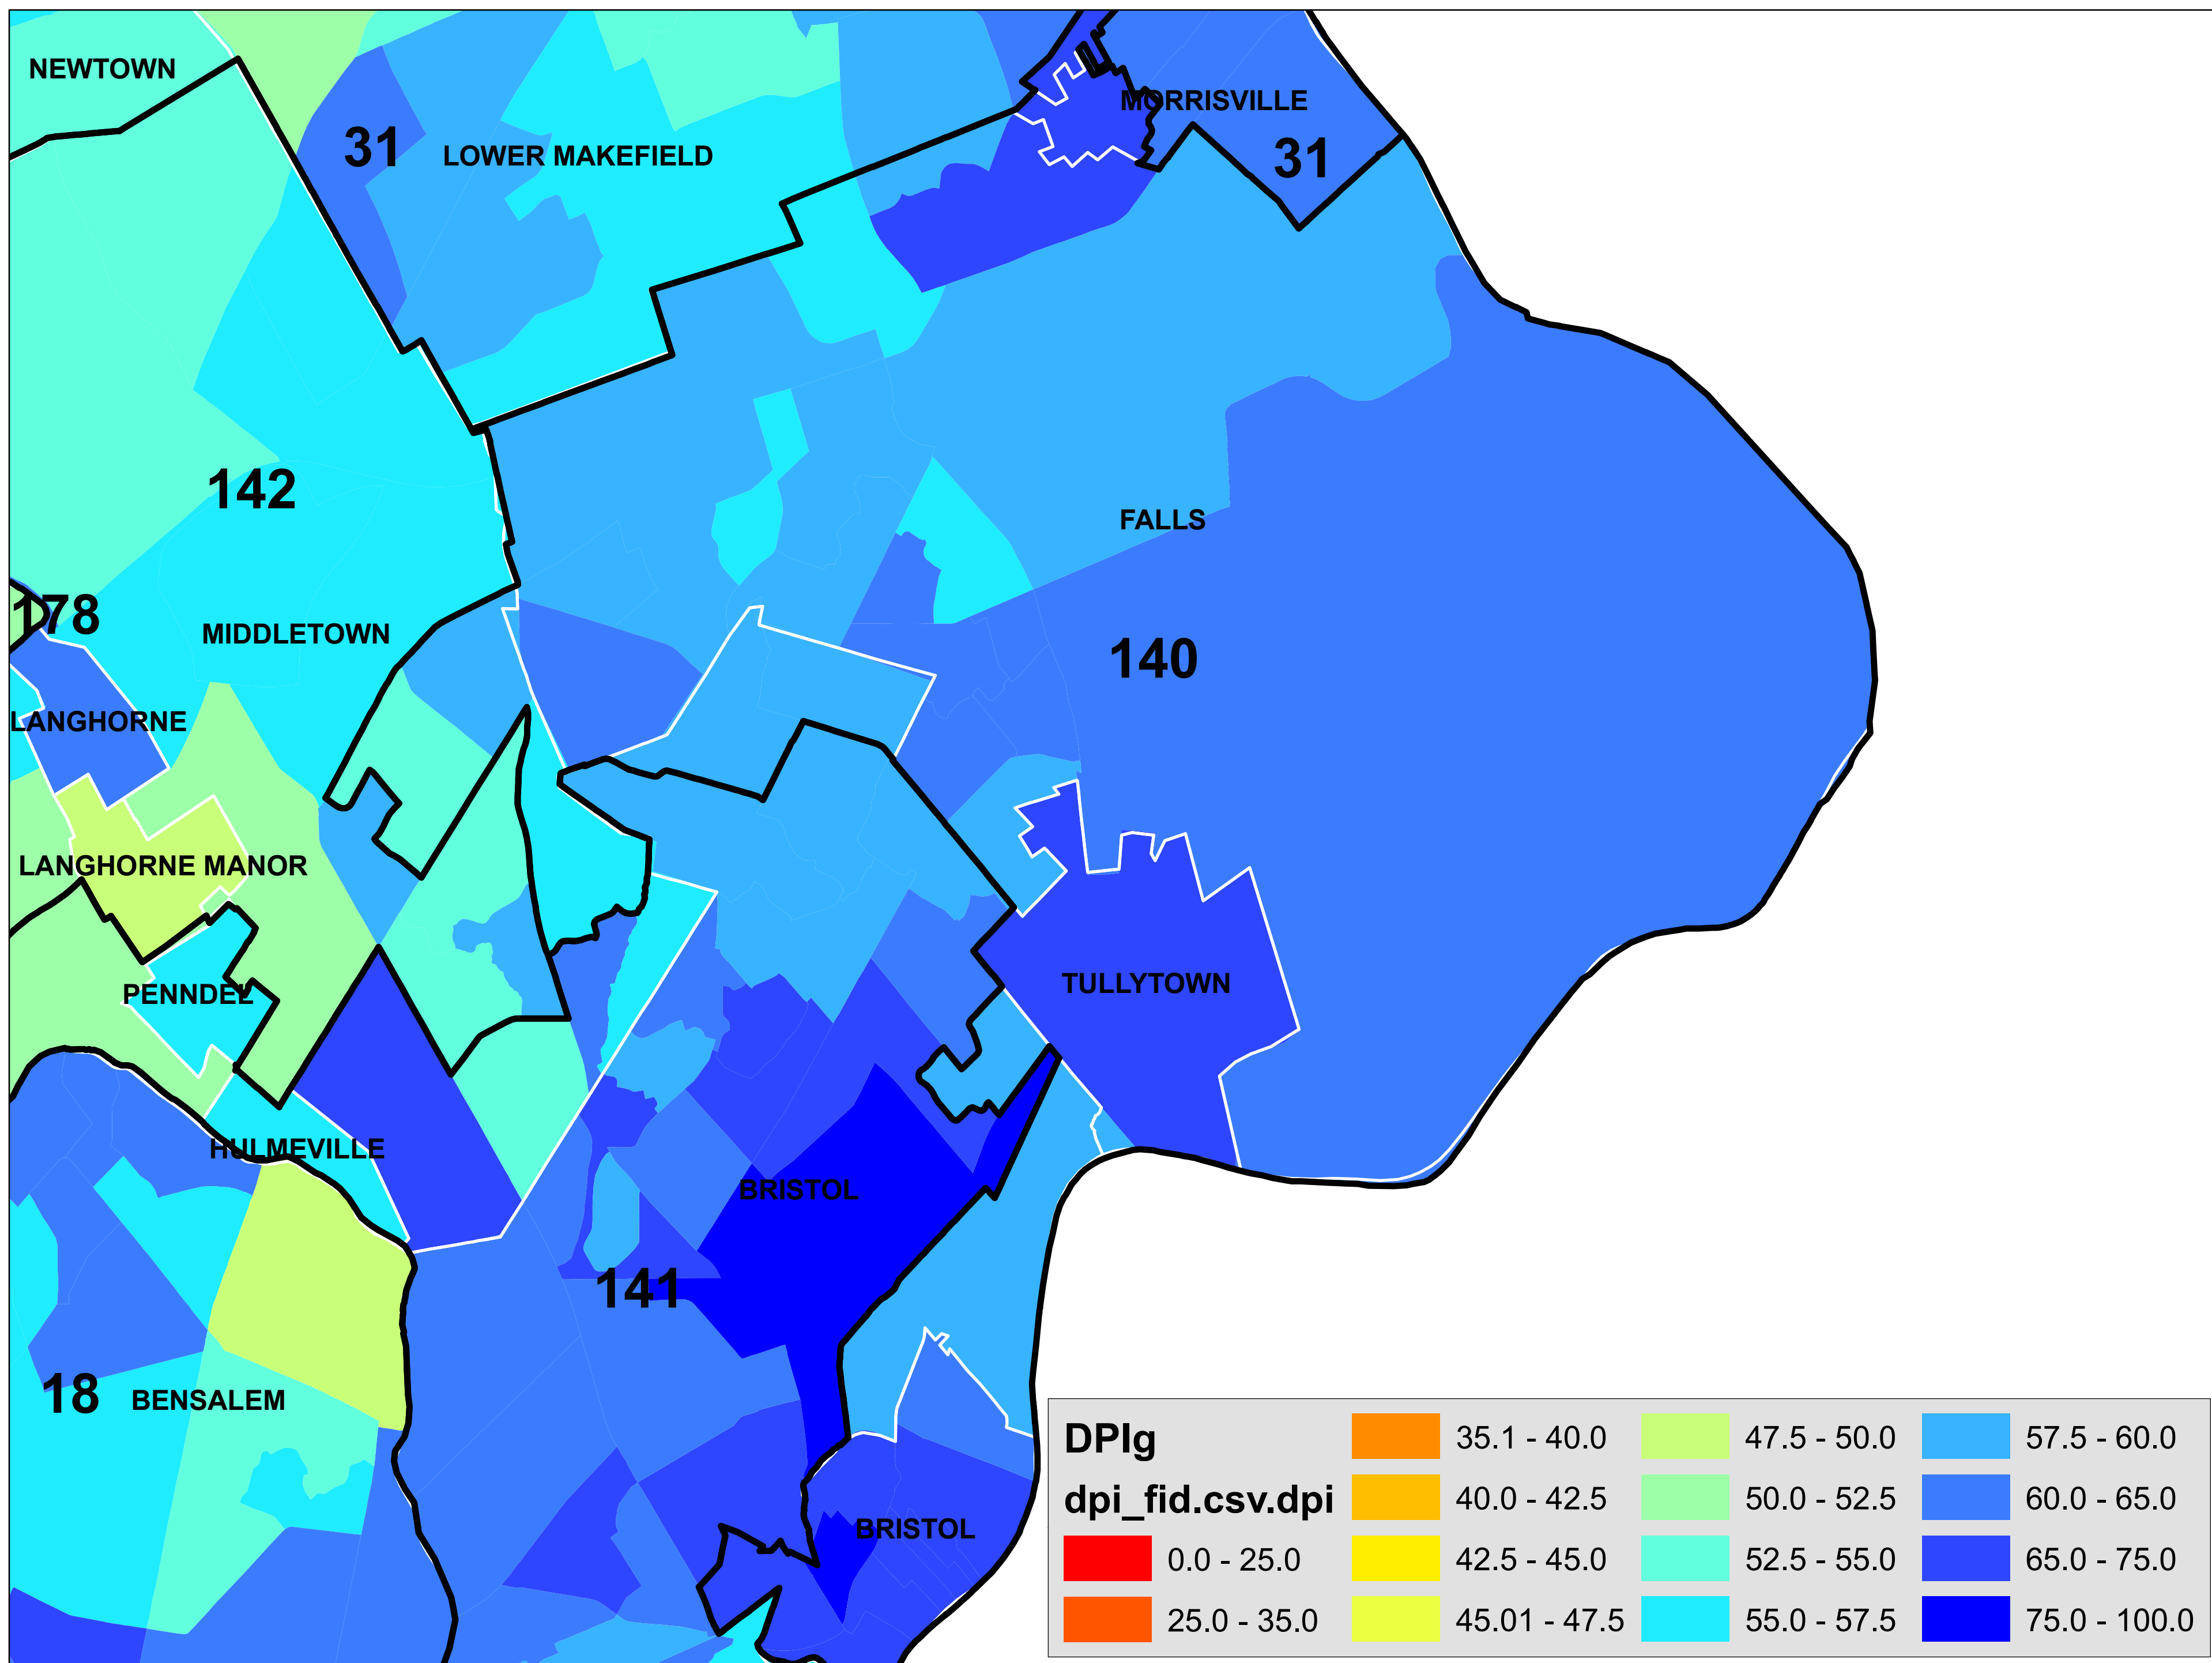 NEWTOWN
MORRISVILLE
31
LOWER MAKEFIELD
31
142
FALLS
178
MIDDLETOWN
140
LANGHORNE
LANGHORNE MANOR
PENNDEL
TULLYTOWN
HULMEVILLE
BRISTOL
141
18
BENSALEM
BRISTOL
DPIg
dpi_fid.csv.dpi
0.0 - 25.0
25.0 - 35.0
35.1 - 40.0
40.0 - 42.5
42.5 - 45.0
45.01 - 47.5
47.5 - 50.0
50.0 - 52.5
52.5 - 55.0
55.0 - 57.5
57.5 - 60.0
60.0 - 65.0
65.0 - 75.0
75.0 - 100.0